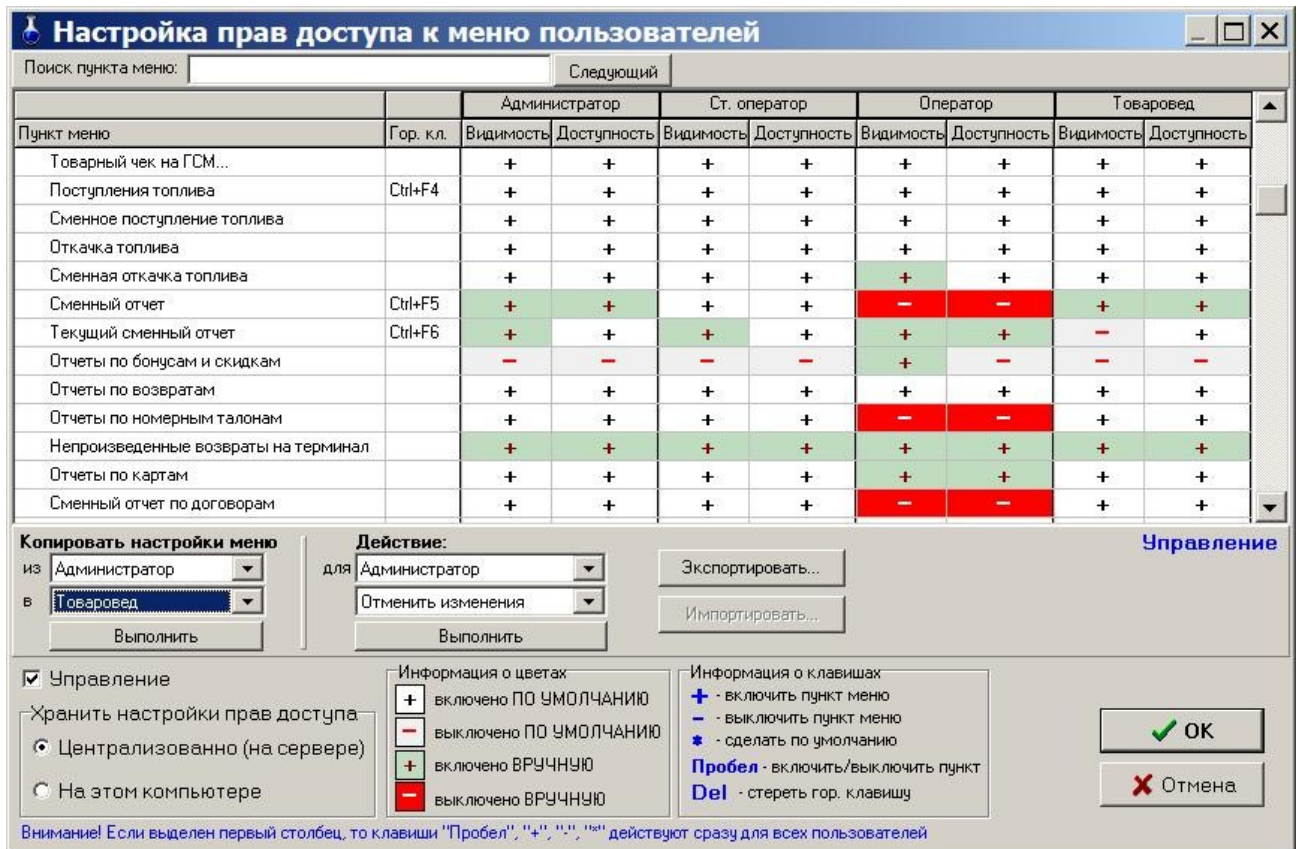 Настройка прав доступа к меню пользователей
Поиск пункта меню: Следующий
Администратор Ст. оператор Оператор Товаровед
Пункт меню Гор. кл. Видимость Доступность Видимость Доступность Видимость Доступность Видимость Доступность
Товарный чек на ГСМ... + + + + + + + +
Поступления топлива Ctrl+F4 + + + + + + + +
Сменное поступление топлива + + + + + + + +
Откачка топлива + + + + + + + +
Сменная откачка топлива + + + + + + + +
Сменный отчет Ctrl+F5 + + + + - - + +
Текущий сменный отчет Ctrl+F6 + + + + + + - +
Отчеты по бонусам и скидкам - - - - + - - -
Отчеты по возвратам + + + + + + + +
Отчеты по номерным талонам + + + + - - + +
Непроизведенные возвраты на терминал + + + + + + + +
Отчеты по картам + + + + + + + +
Сменный отчет по договорам + + + + - - + +
Копировать настройки меню Действие: Управление
из Администратор для Администратор Экспортировать...
в Товаровед Отменить изменения Импортировать...
Выполнить Выполнить
Управление
Хранить настройки прав доступа
Централизованно (на сервере)
На этом компьютере
Информация о цветах
+ включено ПО УМОЛЧАНИЮ
- выключено ПО УМОЛЧАНИЮ
+ включено ВРУЧНУЮ
- выключено ВРУЧНУЮ
Информация о клавишах
+ - включить пункт меню
- - выключить пункт меню
* - сделать по умолчанию
Пробел - включить/выключить пункт
Del - стереть гор. клавишу
OK
Отмена
Внимание! Если выделен первый столбец, то клавиши "Пробел", "+", "-", "*" действуют сразу для всех пользователей